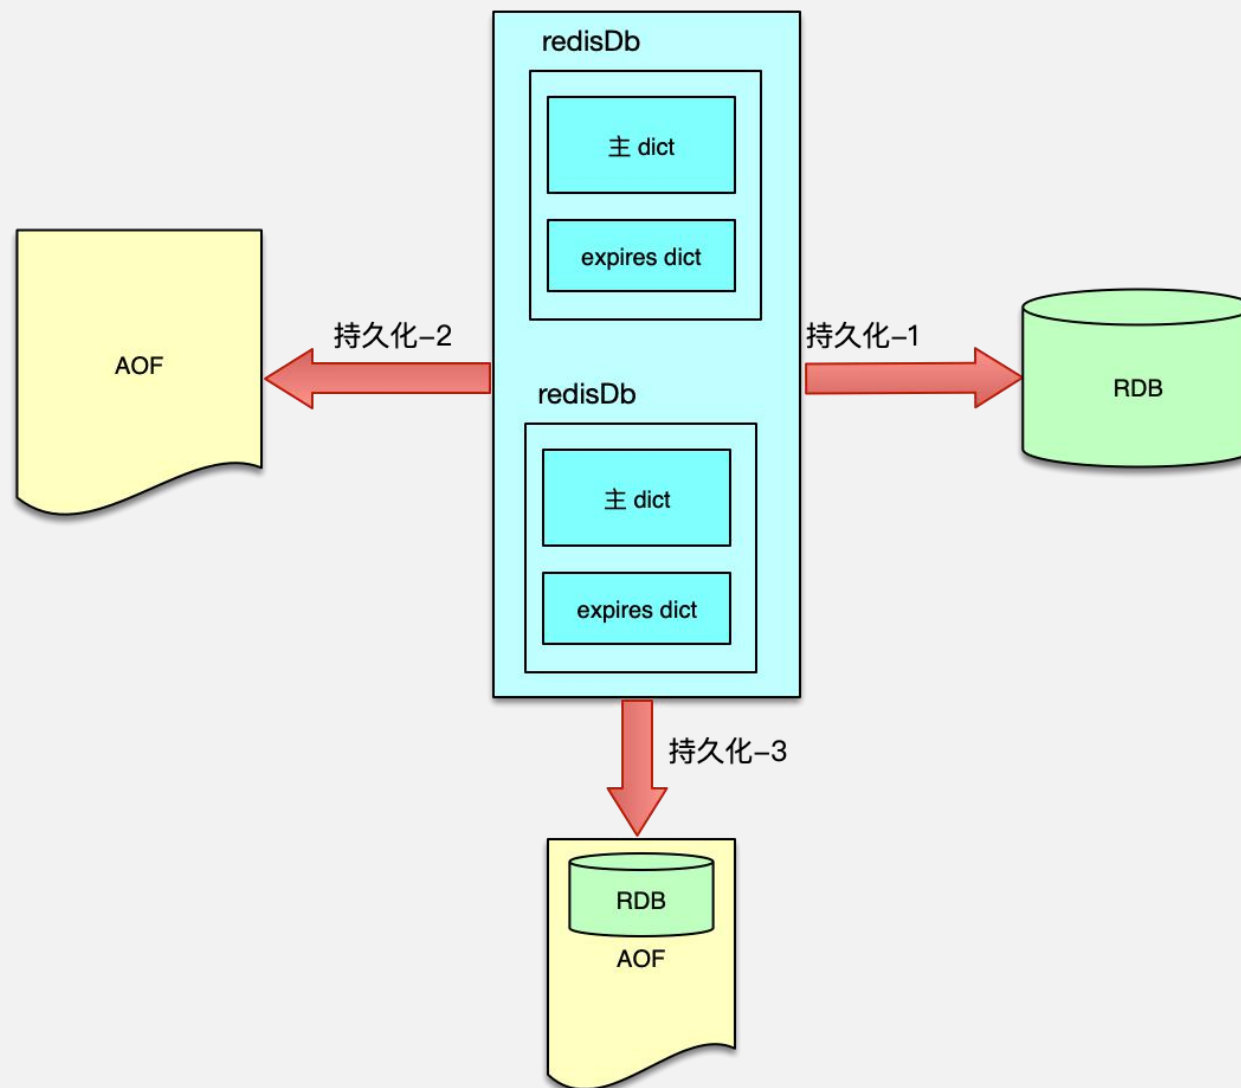 redisDb
主 dict
expires dict
持久化-2
持久化-1
AOF
RDB
redisDb
主 dict
expires dict
持久化-3
RDB
AOF